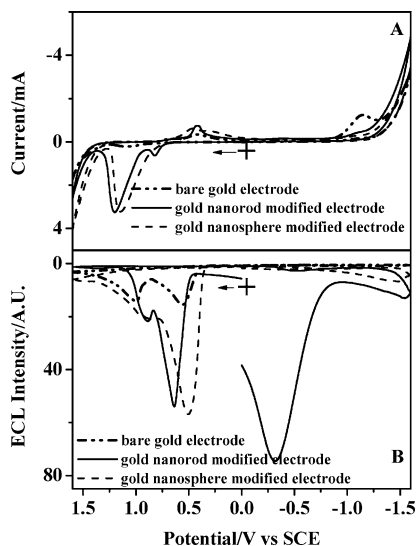 A
-4
0
4
Current/mA
bare gold electrode
gold nanorod modified electrode
gold nanosphere modified electrode
0
40
80
ECL Intensity/A.U.
bare gold electrode
gold nanorod modified electrode
gold nanosphere modified electrode
B
1.5 1.0 0.5 0.0 -0.5 -1.0 -1.5
Potential/V vs SCE